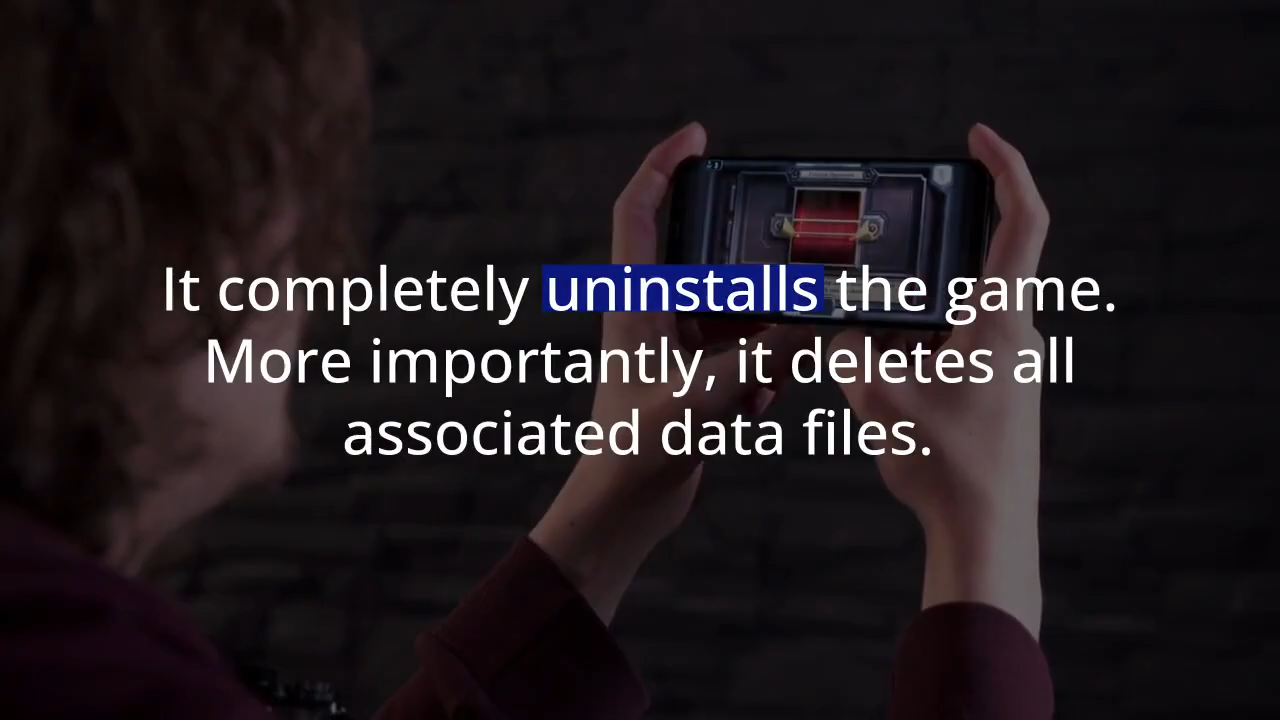 It completely uninstalls the game.
More importantly, it deletes all
associated data files.